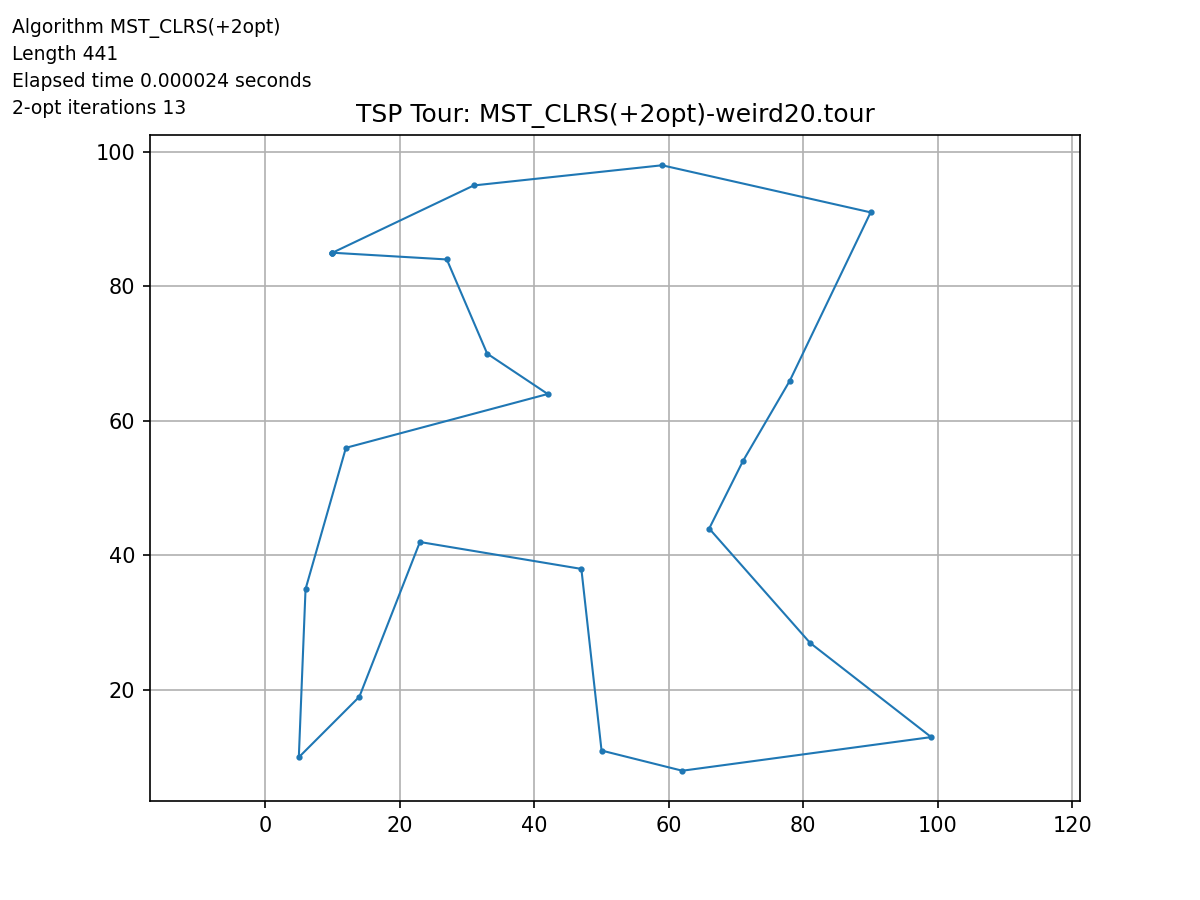 Algorithm MST_CLRS(+2opt)
Length 441
Elapsed time 0.000024 seconds
2-opt iterations 13
TSP Tour: MST_CLRS(+2opt)-weird20.tour
100
80
60
40
20
0 20 40 60 80 100 120